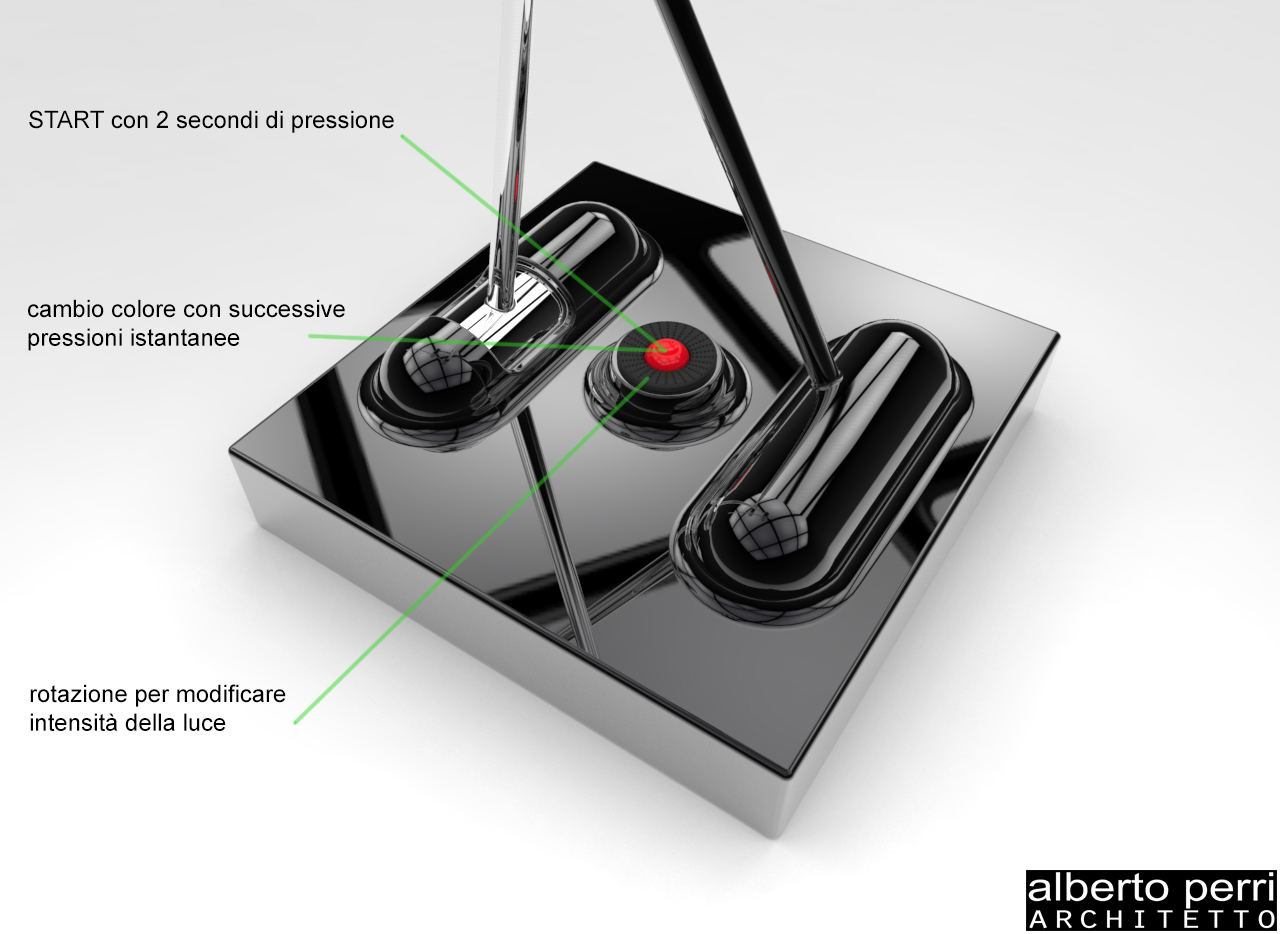 START con 2 secondi di pressione
cambio colore con successive
pressioni istantanee
rotazione per modificare
intensità della luce
alberto perri
ARCHITETTO